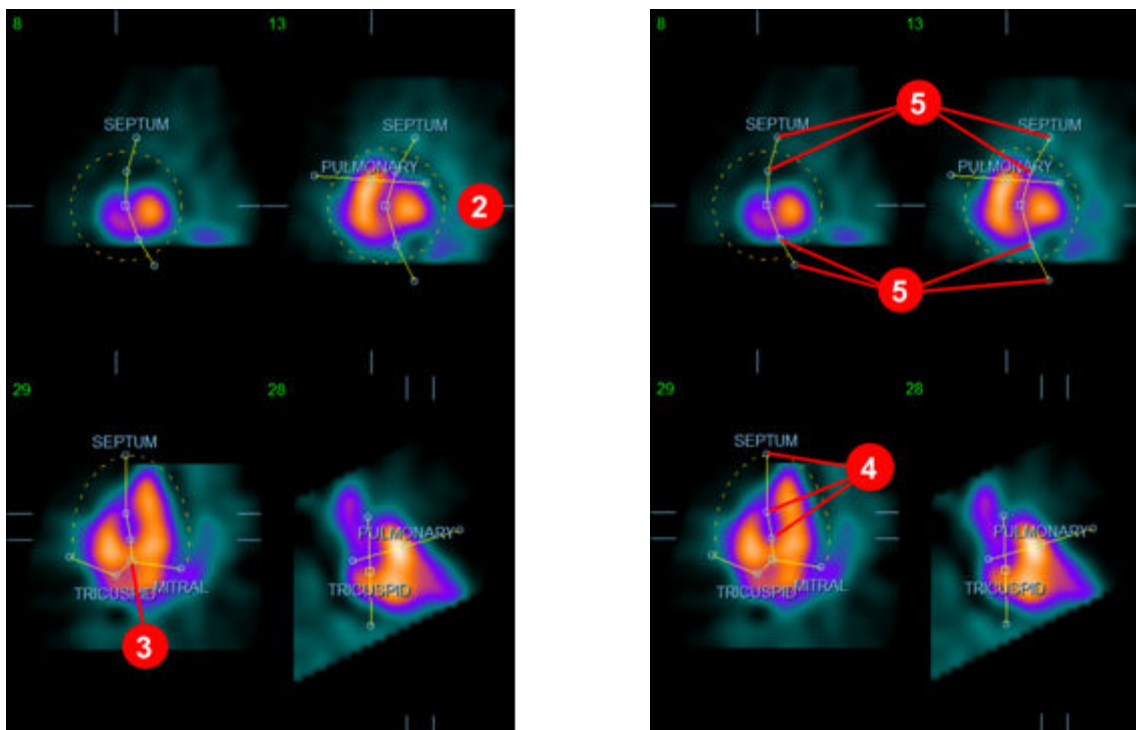 8
13
SEPTUM
SEPTUM
PULMONARY
2
29
28
SEPTUM
PULMONARY
TRICUSPID
MITRAL
TRICUSPID
3
8
13
5
SEPTUM
SEPTUM
PULMONARY
5
29
28
SEPTUM
4
PULMONARY
TRICUSPID
MITRAL
TRICUSPID